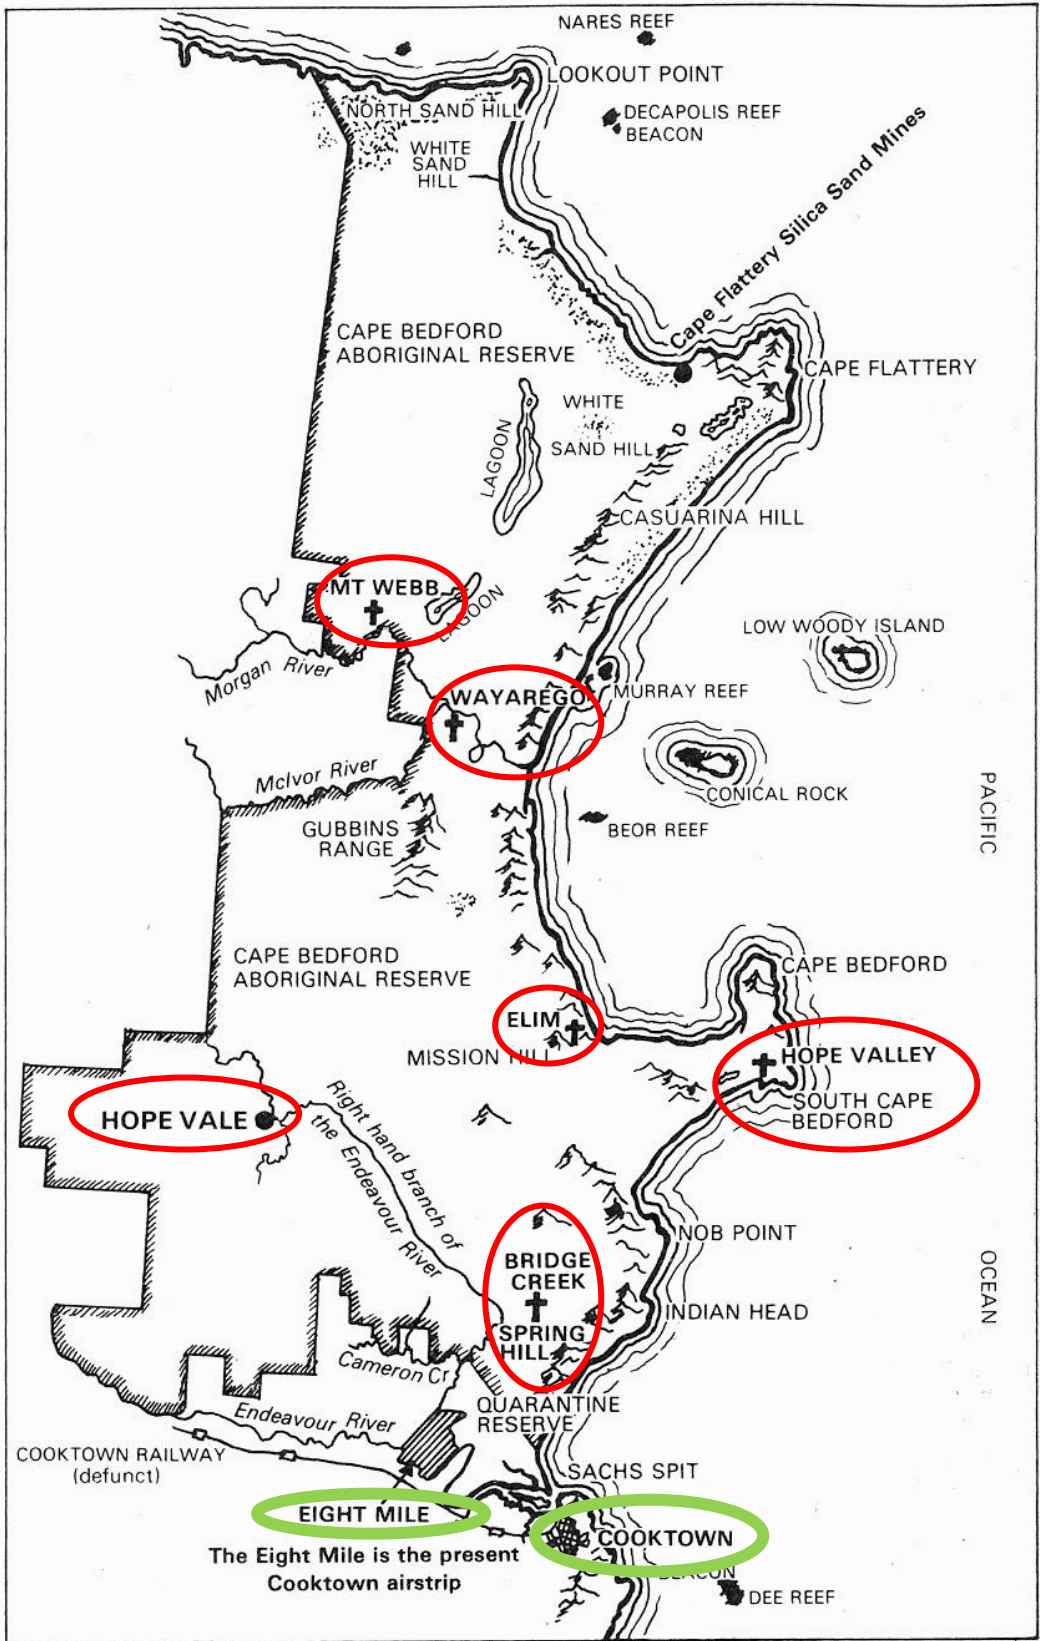 NARES REEF
LOOKOUT POINT
NORTH SAND HILL
DECAPOLIS REEF
BEACON
WHITE
SAND
HILL
Cape Flattery Silica Sand Mines
CAPE BEDFORD
ABORIGINAL RESERVE
CAPE FLATTERY
WHITE
SAND HILL
LAGOON
CASUARINA HILL
MT WEBB
LAGOON
LOW WOODY ISLAND
Morgan River
WAYAREGO
MURRAY REEF
McIvor River
CONICAL ROCK
PACIFIC
GUBBINS
RANGE
BEOR REEF
CAPE BEDFORD
ABORIGINAL RESERVE
CAPE BEDFORD
ELIM
MISSION HILL
HOPE VALLEY
SOUTH CAPE
BEDFORD
HOPE VALE
Right hand branch of
the Endeavour River
NOB POINT
BRIDGE
CREEK
OCEAN
INDIAN HEAD
SPRING
HILL
Cameron Cr
QUARANTINE
RESERVE
Endeavour River
COOKTOWN RAILWAY
(defunct)
SACHS SPIT
EIGHT MILE
COOKTOWN
The Eight Mile is the present
Cooktown airstrip
BEACON
DEE REEF